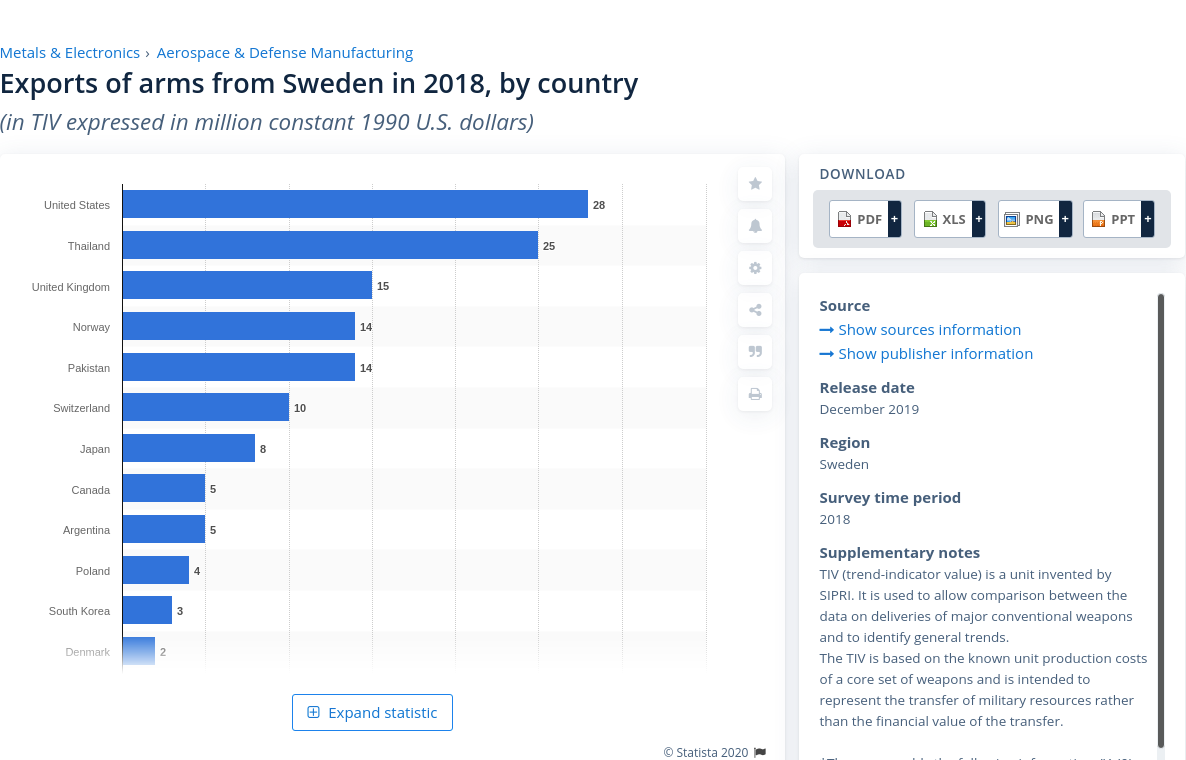 Metals & Electronics › Aerospace & Defense Manufacturing
Exports of arms from Sweden in 2018, by country
(in TIV expressed in million constant 1990 U.S. dollars)
United States 28
Thailand 25
United Kingdom 15
Norway 14
Pakistan 14
Switzerland 10
Japan 8
Canada 5
Argentina 5
Poland 4
South Korea 3
Denmark 2
Expand statistic
© Statista 2020
DOWNLOAD
PDF + XLS + PNG + PPT +
Source
Show sources information
Show publisher information
Release date
December 2019
Region
Sweden
Survey time period
2018
Supplementary notes
TIV (trend-indicator value) is a unit invented by
SIPRI. It is used to allow comparison between the
data on deliveries of major conventional weapons
and to identify general trends.
The TIV is based on the known unit production costs
of a core set of weapons and is intended to
represent the transfer of military resources rather
than the financial value of the transfer.